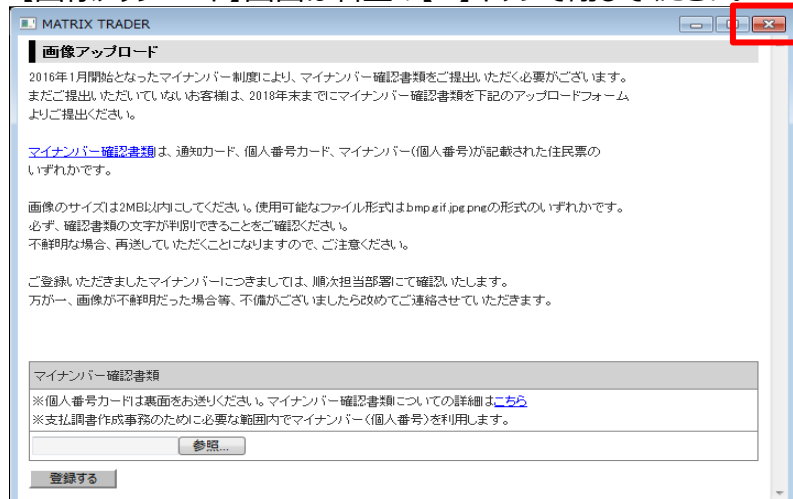 MATRIX TRADER
画像アップロード
2016年1月開始となったマイナンバー制度により、マイナンバー確認書類をご提出いただく必要がございます。
まだご提出いただいていないお客様は、2018年末までにマイナンバー確認書類を下記のアップロードフォーム
よりご提出ください。
マイナンバー確認書類は、通知カード、個人番号カード、マイナンバー(個人番号)が記載された住民票の
いずれかです。
画像のサイズは2MB以内にしてください。使用可能なファイル形式はbmp gif jpg pngの形式のいずれかです。
必ず、確認書類の文字が判別できることをご確認ください。
不鮮明な場合、再送していただくことになりますので、ご注意ください。
ご登録いただきましたマイナンバーにつきましては、順次担当部署にて確認いたします。
万が一、画像が不鮮明だった場合等、不備がございましたら改めてご連絡させていただきます。
マイナンバー確認書類
※個人番号カードは裏面をお送りください。マイナンバー確認書類についての詳細はこちら
※支払調書作成事務のために必要な範囲内でマイナンバー(個人番号)を利用します。
参照...
登録する